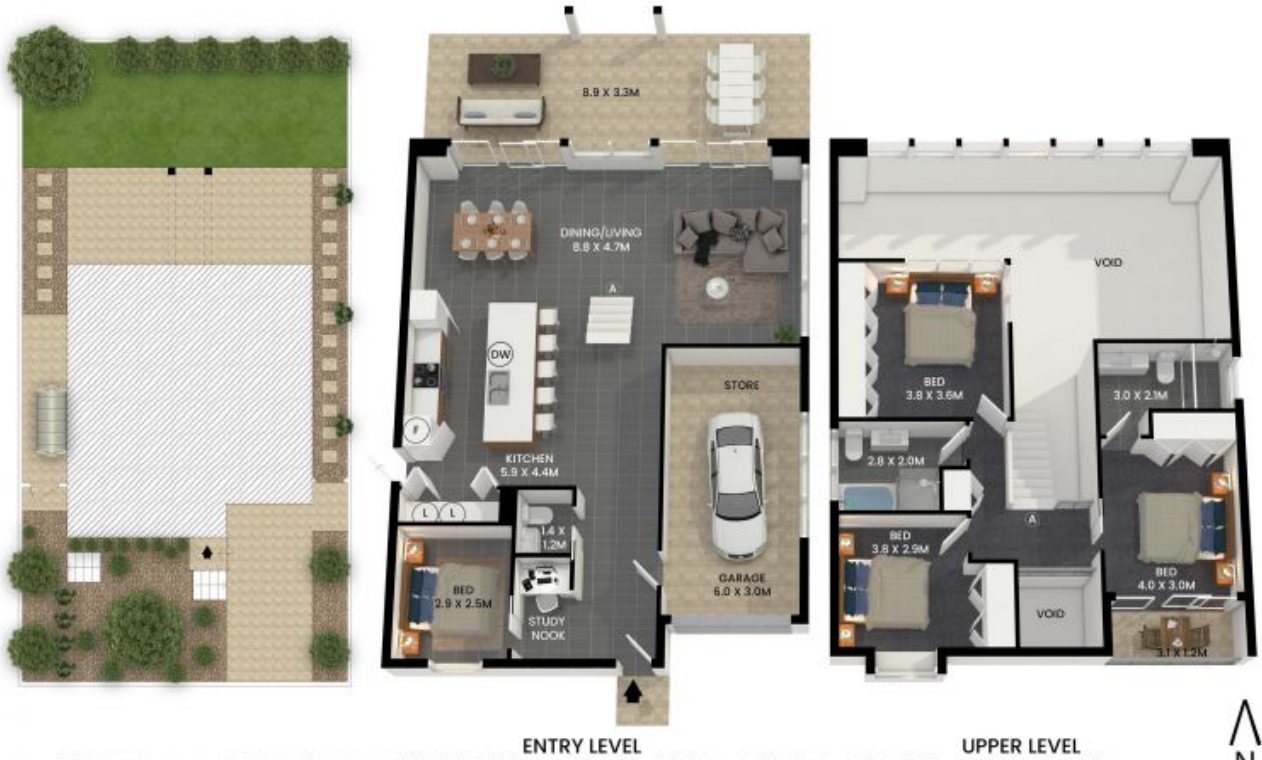 8.9 X 3.3M
DINING/LIVING
8.8 X 4.7M
A
DW
F
KITCHEN
5.9 X 4.4M
L L
1.4 X
1.2M
BED
2.9 X 2.5M
STUDY
NOOK
STORE
GARAGE
6.0 X 3.0M
ENTRY LEVEL
VOID
BED
3.8 X 3.6M
3.0 X 2.1M
2.8 X 2.0M
A
BED
3.8 X 2.9M
BED
4.0 X 3.0M
VOID
3.1 X 1.2M
UPPER LEVEL
N